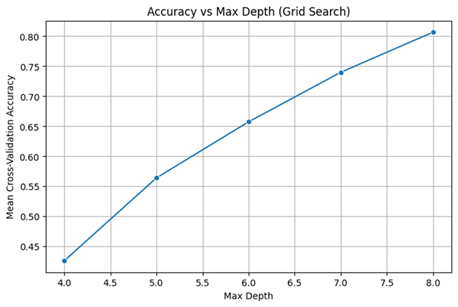 Accuracy vs Max Depth (Grid Search)
Mean Cross-Validation Accuracy
0.80
0.75
0.70
0.65
0.60
0.55
0.50
0.45
4.0 4.5 5.0 5.5 6.0 6.5 7.0 7.5 8.0
Max Depth